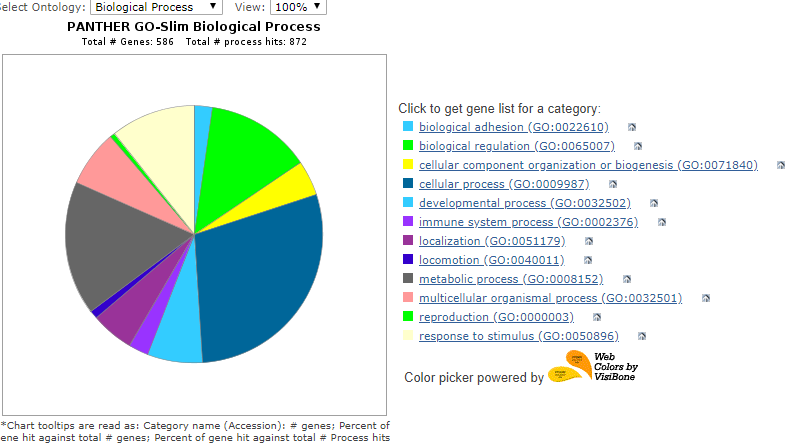 Select Ontology: Biological Process View: 100%
PANTHER GO-Slim Biological Process
Total # Genes: 586 Total # process hits: 872
Click to get gene list for a category:
biological adhesion (GO:0022610)
biological regulation (GO:0065007)
cellular component organization or biogenesis (GO:0071840)
cellular process (GO:0009987)
developmental process (GO:0032502)
immune system process (GO:0002376)
localization (GO:0051179)
locomotion (GO:0040011)
metabolic process (GO:0008152)
multicellular organismal process (GO:0032501)
reproduction (GO:0000003)
response to stimulus (GO:0050896)
Color picker powered by
Web
Colors by
VisiBone
*Chart tooltips are read as: Category name (Accession): # genes; Percent of
ene hit against total # genes; Percent of gene hit against total # Process hits